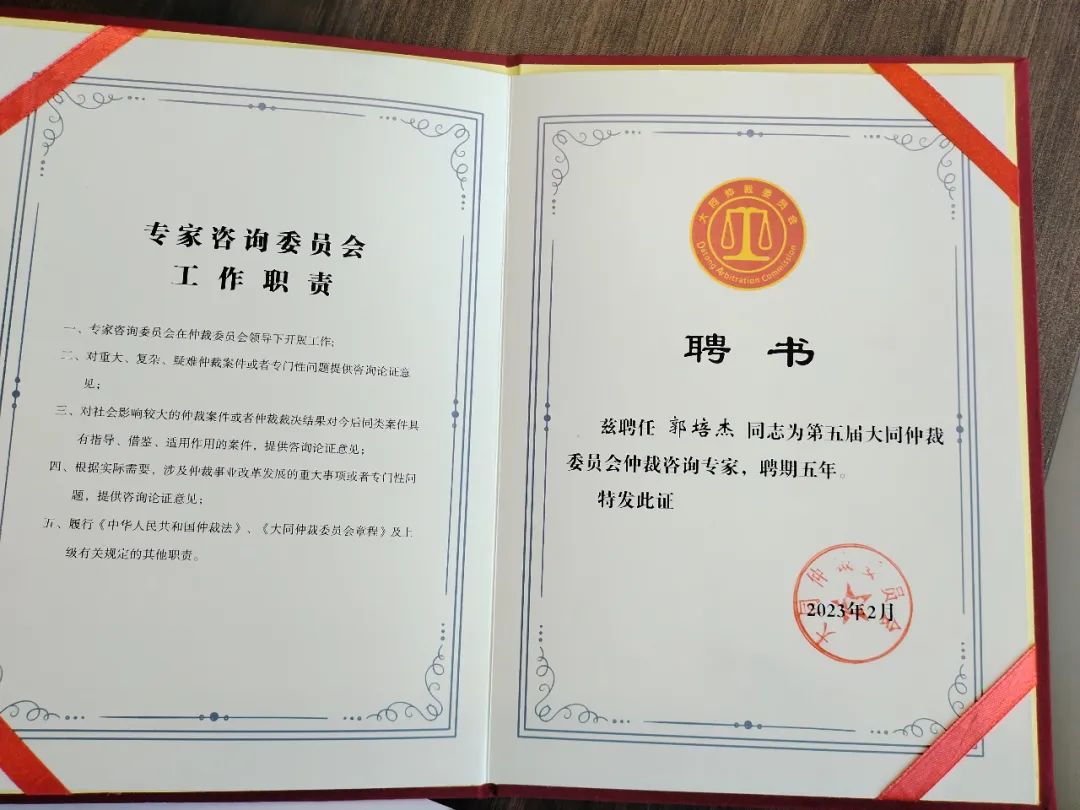 专家咨询委员会
工作职责
一、专家咨询委员会在仲裁委员会领导下开展工作;
二、对重大、复杂、疑难仲裁案件或者专门性问题提供咨询论证意
见;
三、对社会影响较大的仲裁案件或者仲裁裁决结果对今后同类案件具
有指导、借鉴、适用作用的案件，提供咨询论证意见;
四、根据实际需要，涉及仲裁事业改革发展的重大事项或者专门性问
题，提供咨询论证意见;
五、履行《中华人民共和国仲裁法》、《大同仲裁委员会章程》及上
级有关规定的其他职责。
大同仲裁委员会
Datong Arbitration Commission
聘书
兹聘任 郭培杰 同志为第五届大同仲裁
委员会仲裁咨询专家，聘期五年。
特发此证
大同仲裁委员会
2023年2月